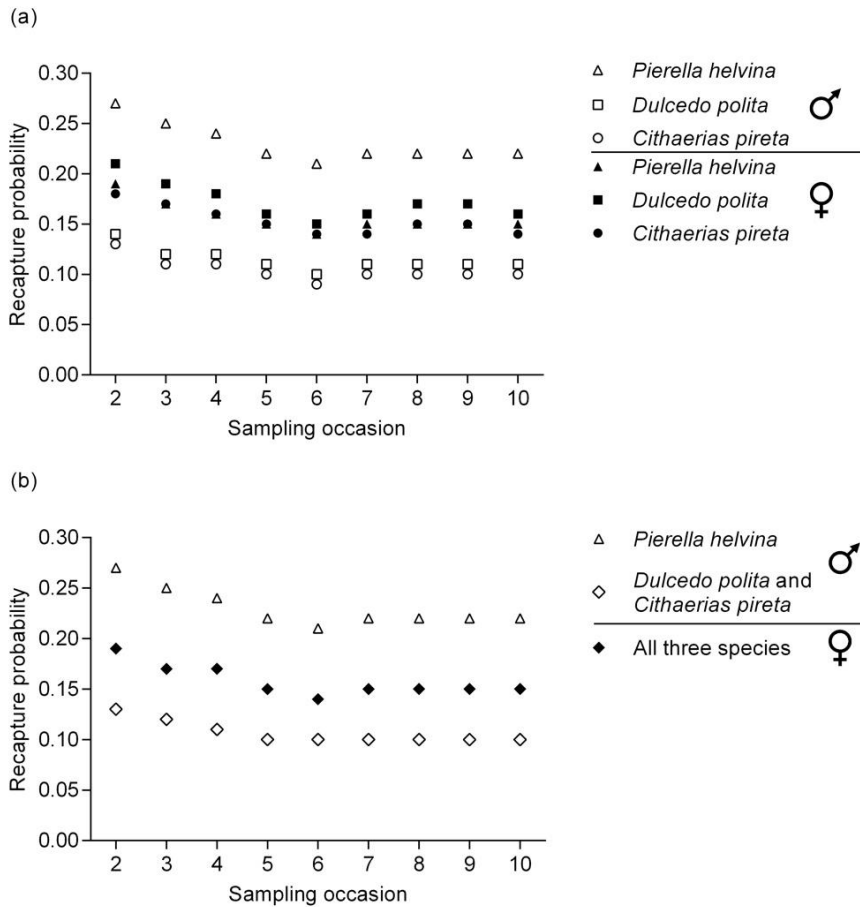 (a)
Recapture probability
0.30
0.25
0.20
0.15
0.10
0.05
0.00
2 3 4 5 6 7 8 9 10
Sampling occasion
Pierella helvina
Dulcedo polita
Cithaerias pireta
Pierella helvina
Dulcedo polita
Cithaerias pireta
(b)
Recapture probability
0.30
0.25
0.20
0.15
0.10
0.05
0.00
2 3 4 5 6 7 8 9 10
Sampling occasion
Pierella helvina
Dulcedo polita and
Cithaerias pireta
All three species